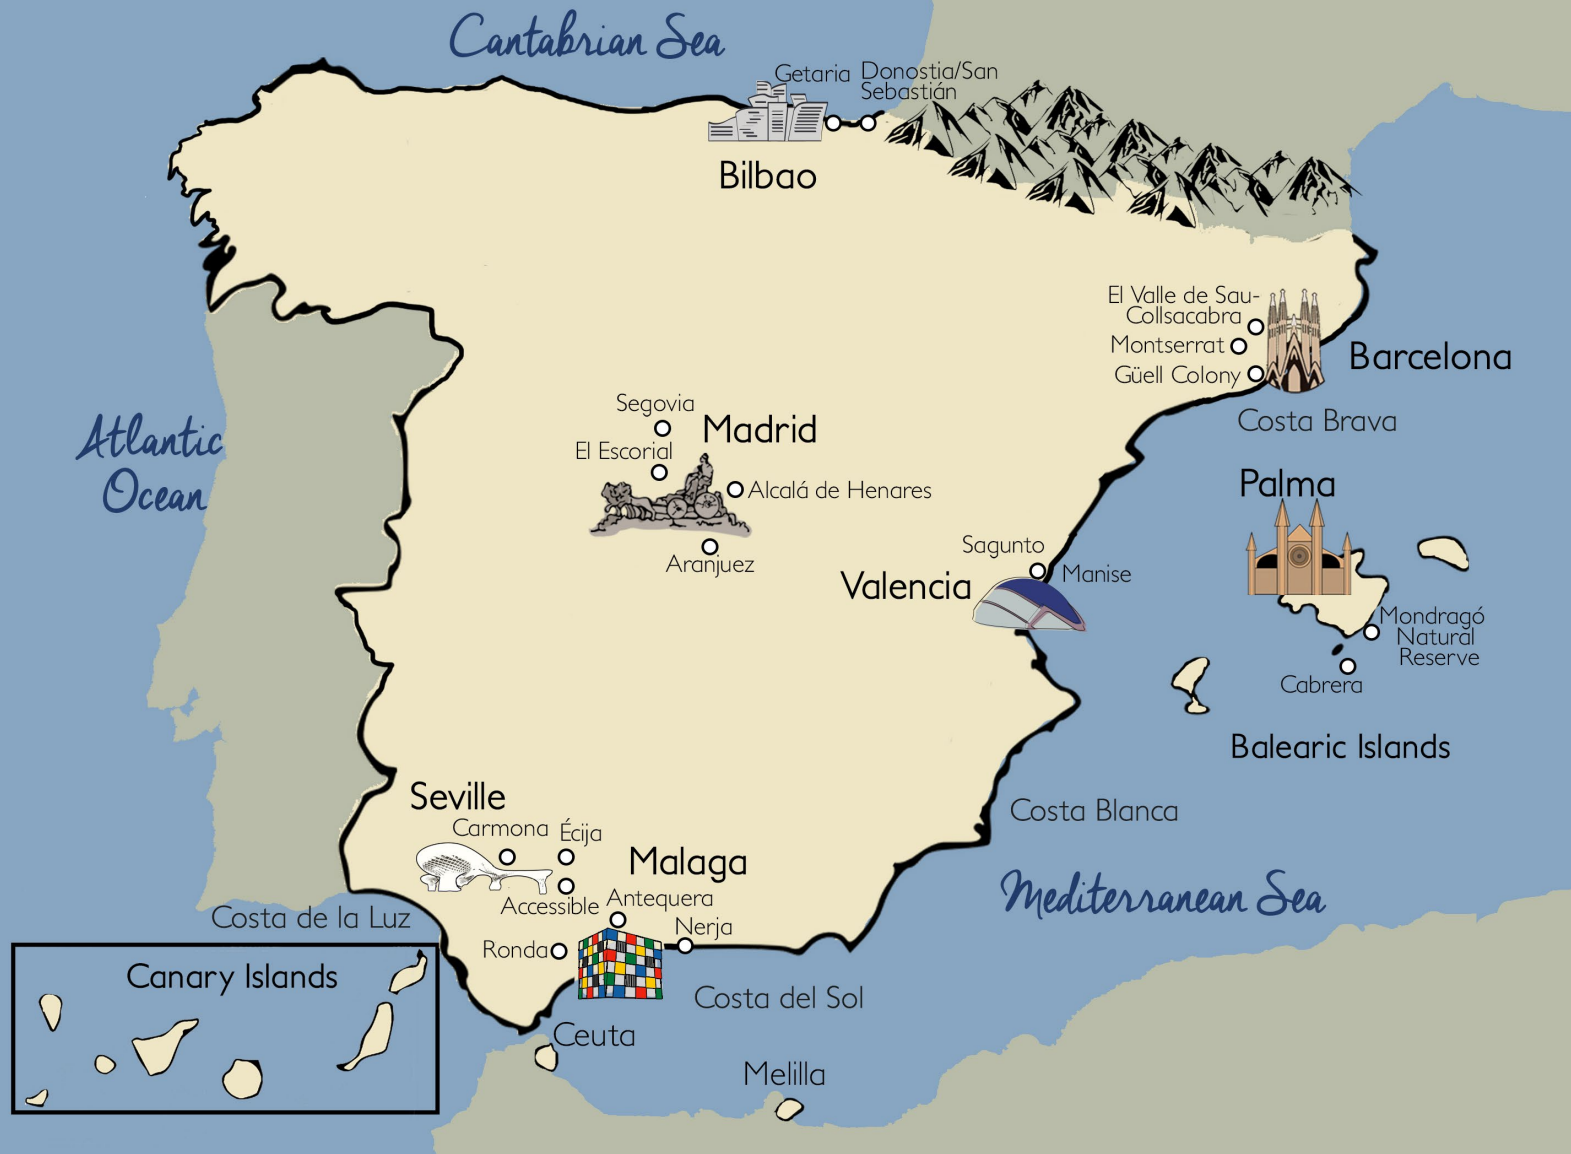 Cantabrian Sea
Getaria
Donostia/San
Sebastián
Bilbao
El Valle de Sau-
Collsacabra
Montserrat
Güell Colony
Barcelona
Costa Brava
Segovia
Madrid
El Escorial
Alcalá de Henares
Aranjuez
Atlantic
Ocean
Palma
Sagunto
Manise
Valencia
Mondragó
Natural
Reserve
Cabrera
Balearic Islands
Seville
Carmona
Écija
Malaga
Accessible
Antequera
Nerja
Ronda
Costa Blanca
Mediterranean Sea
Costa de la Luz
Canary Islands
Costa del Sol
Ceuta
Melilla